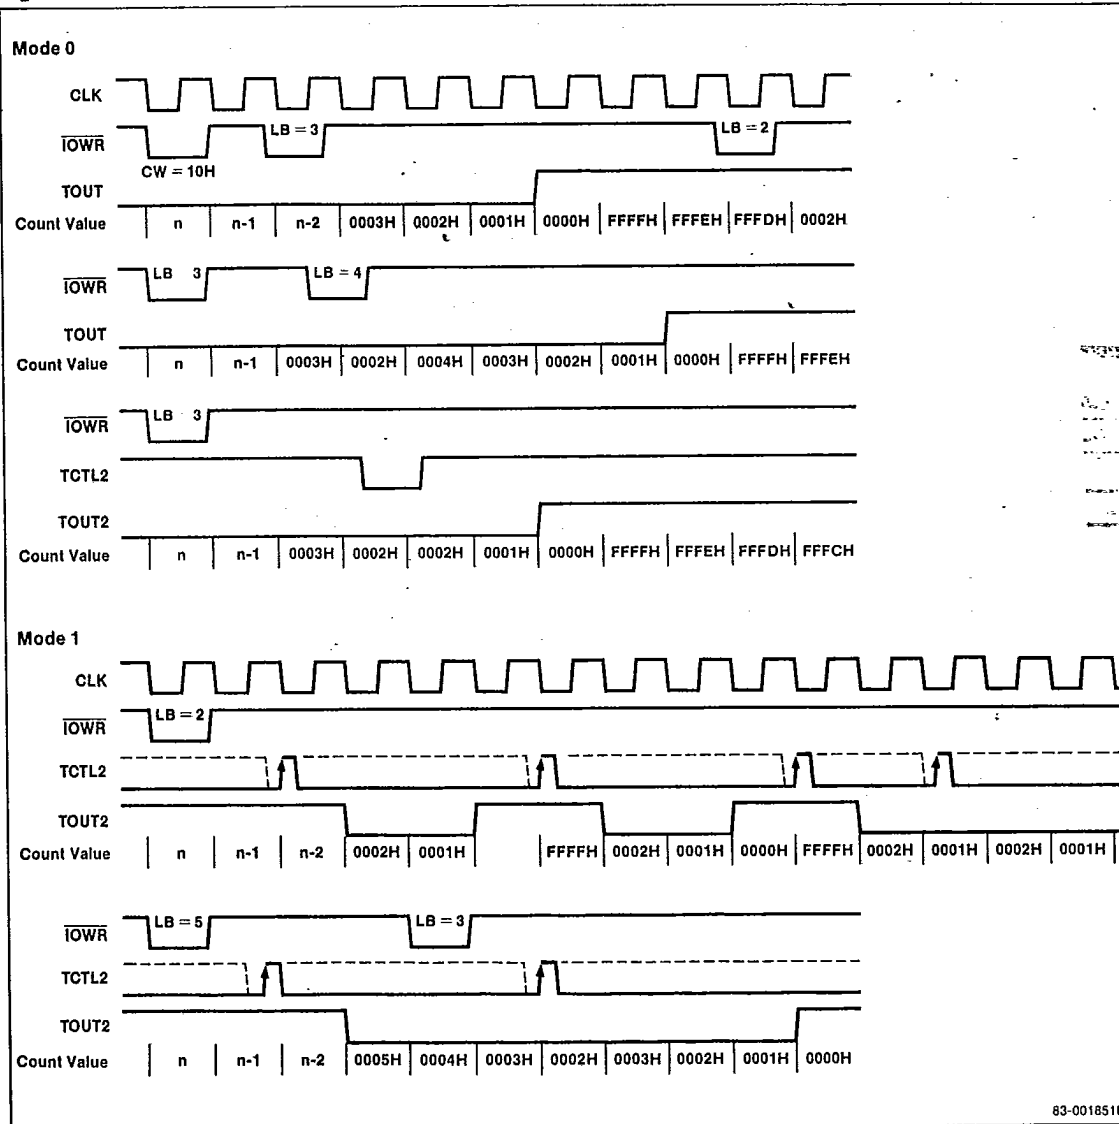 Mode 0
CLK
IOWR LB = 3 LB = 2
CW = 10H
TOUT
Count Value n n-1 n-2 0003H 0002H 0001H 0000H FFFFH FFFEH FFFDH 0002H
IOWR LB 3 LB = 4
TOUT
Count Value n n-1 0003H 0002H 0004H 0003H 0002H 0001H 0000H FFFFH FFFEH
IOWR LB 3
TCTL2
TOUT2
Count Value n n-1 0003H 0002H 0002H 0001H 0000H FFFFH FFFEH FFFDH FFFCH
Mode 1
CLK
IOWR LB = 2
TCTL2
TOUT2
Count Value n n-1 n-2 0002H 0001H FFFFH 0002H 0001H 0000H FFFFH 0002H 0001H 0002H 0001H
IOWR LB = 5 LB = 3
TCTL2
TOUT2
Count Value n n-1 n-2 0005H 0004H 0003H 0002H 0003H 0002H 0001H 0000H